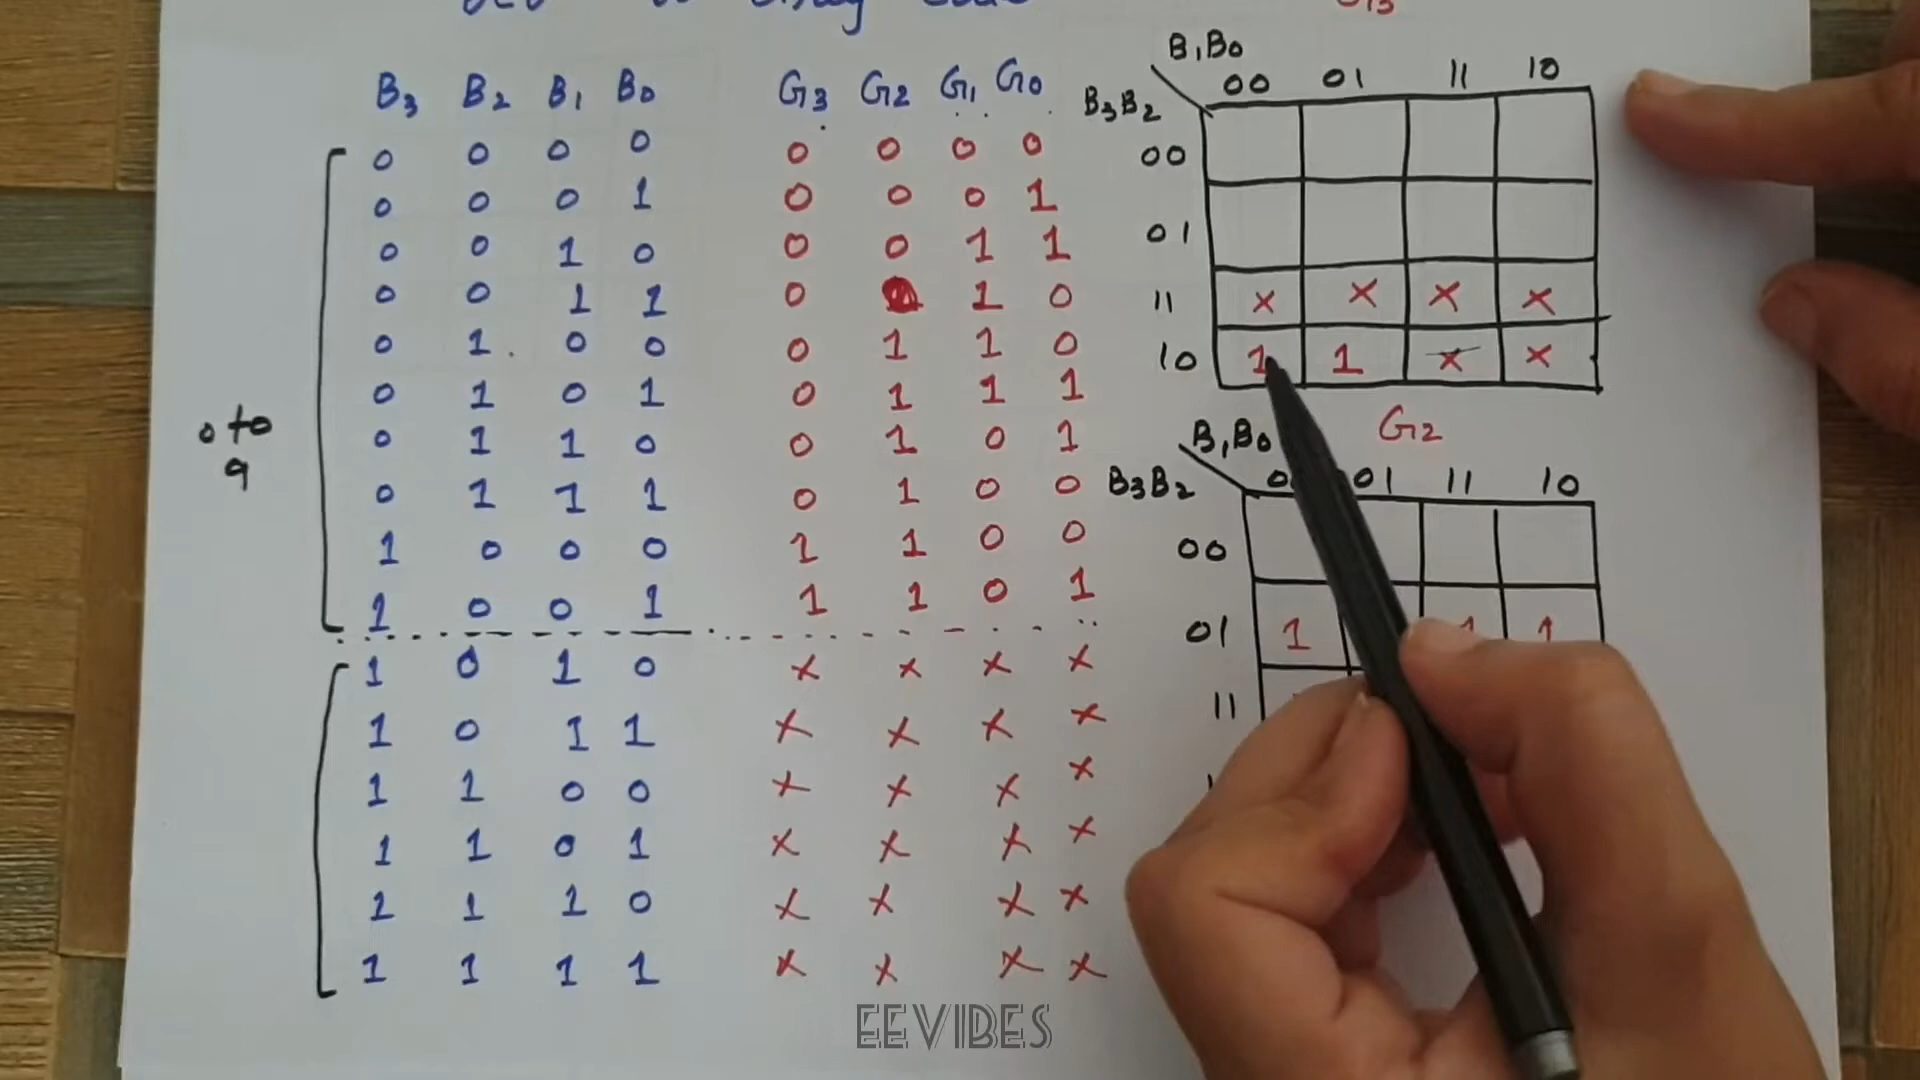 Gray Code
B3 B2 B1 B0 G3 G2 G1 G0
0 0 0 0 0 0 0 0
0 0 0 1 0 0 0 1
0 0 1 0 0 0 1 1
0 0 1 1 0 1 0
0 1 0 0 0 1 1 0
0 1 0 1 0 1 1 1
0 1 1 0 0 1 0 1
0 1 1 1 0 1 0 0
1 0 0 0 1 1 0 0
1 0 0 1 1 1 0 1
1 0 1 0 x x x x
1 0 1 1 x x x x
1 1 0 0 x x x x
1 1 0 1 x x x x
1 1 1 0 x x x x
1 1 1 1 x x x x
0 to
9
G3
B1B0
B3B2 00 01 11 10
00
01
11 x x x x
10 1 1 x x
G2
B1B0
B3B2 01 11 10
00
01 1 1 1
11
EEVIBES